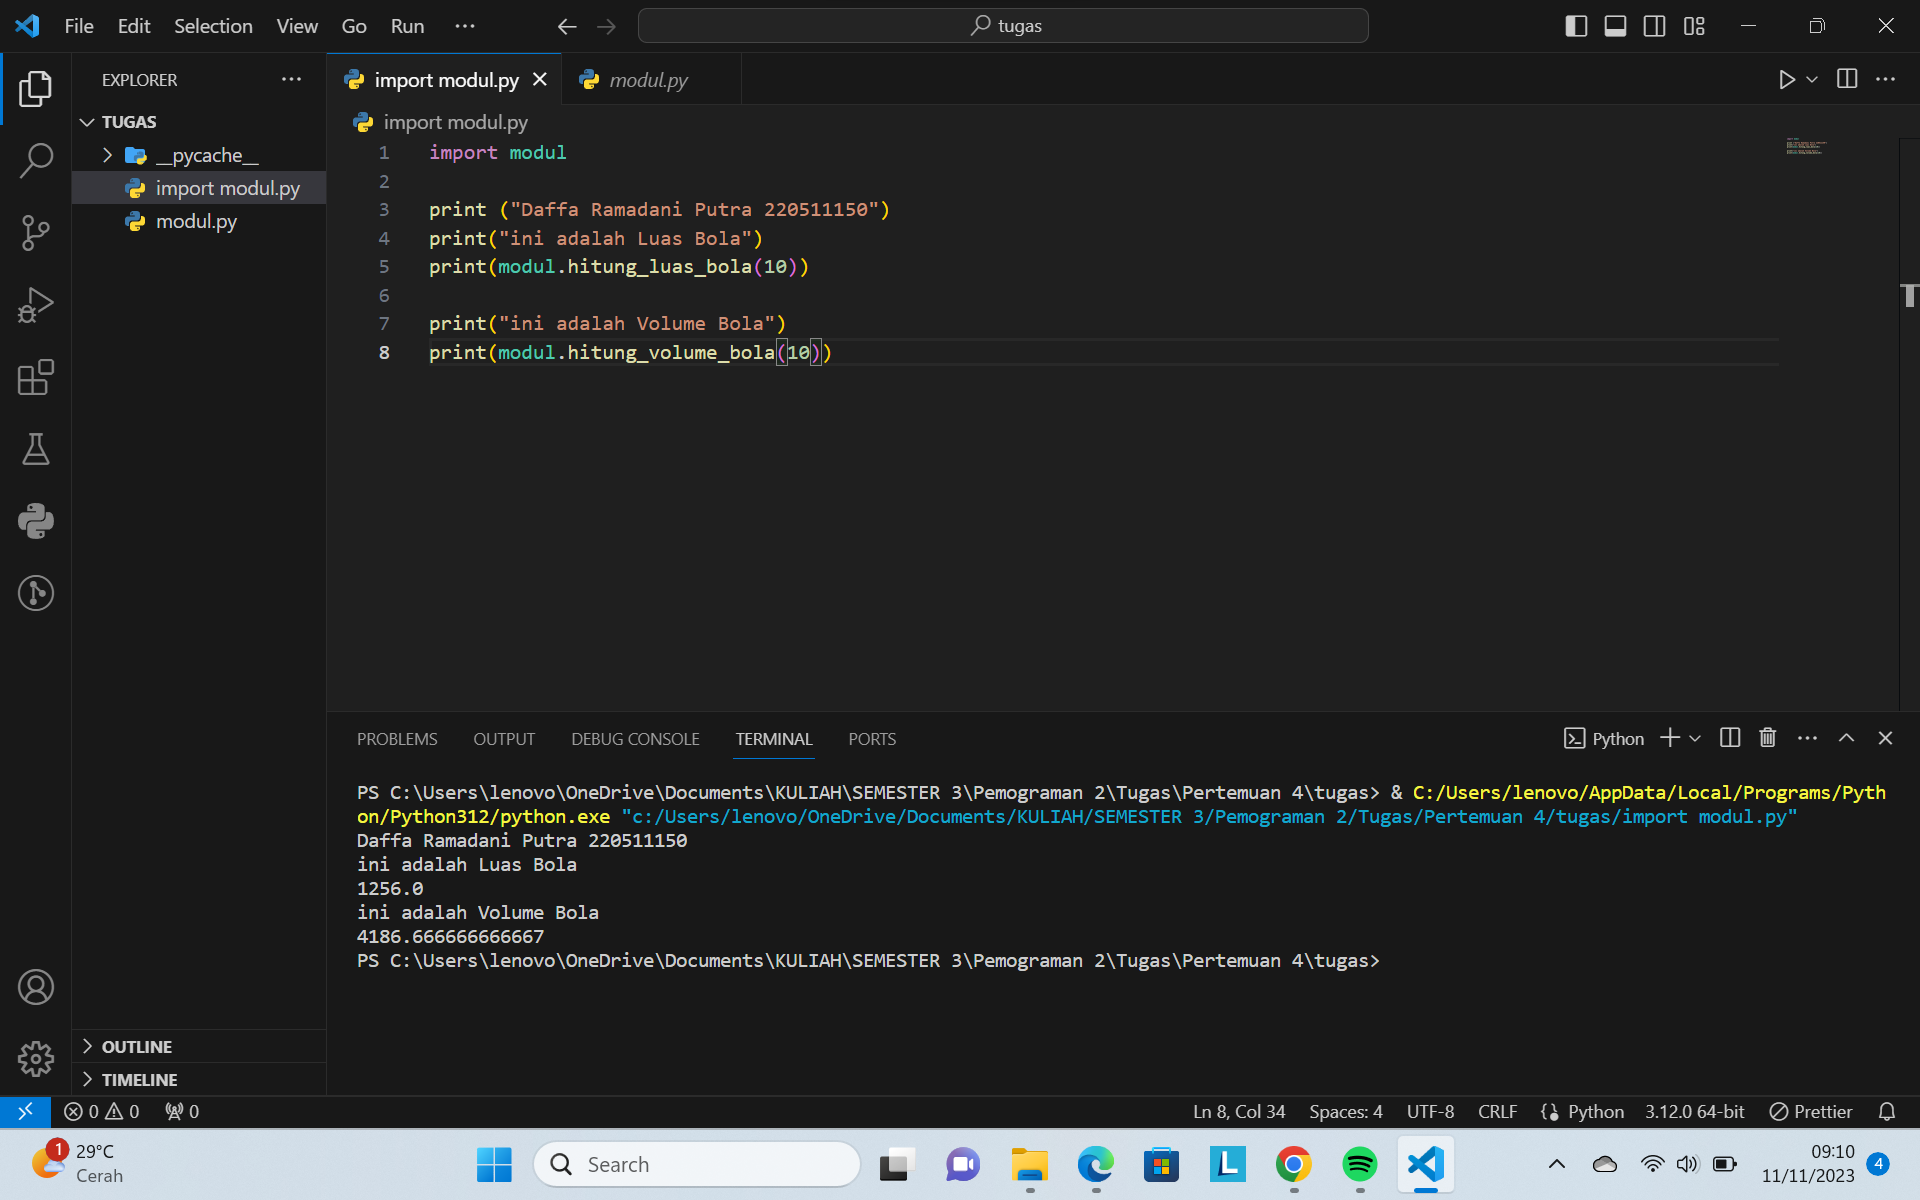 File Edit Selection View Go Run ··· tugas
EXPLORER ···
TUGAS
__pycache__
import modul.py
modul.py
import modul.py modul.py
import modul.py
1 import modul
2
3 print ("Daffa Ramadani Putra 220511150")
4 print("ini adalah Luas Bola")
5 print(modul.hitung_luas_bola(10))
6
7 print("ini adalah Volume Bola")
8 print(modul.hitung_volume_bola(10))
PROBLEMS OUTPUT DEBUG CONSOLE TERMINAL PORTS Python
PS C:\Users\lenovo\OneDrive\Documents\KULIAH\SEMESTER 3\Pemograman 2\Tugas\Pertemuan 4\tugas> & C:/Users/lenovo/AppData/Local/Programs/Pyth
on/Python312/python.exe "c:/Users/lenovo/OneDrive/Documents/KULIAH/SEMESTER 3/Pemograman 2/Tugas/Pertemuan 4/tugas/import modul.py"
Daffa Ramadani Putra 220511150
ini adalah Luas Bola
1256.0
ini adalah Volume Bola
4186.666666666667
PS C:\Users\lenovo\OneDrive\Documents\KULIAH\SEMESTER 3\Pemograman 2\Tugas\Pertemuan 4\tugas>
OUTLINE
TIMELINE
0 0 0 Ln 8, Col 34 Spaces: 4 UTF-8 CRLF Python 3.12.0 64-bit Prettier
1 29°C
Cerah
Search
L
09:10
11/11/2023
4